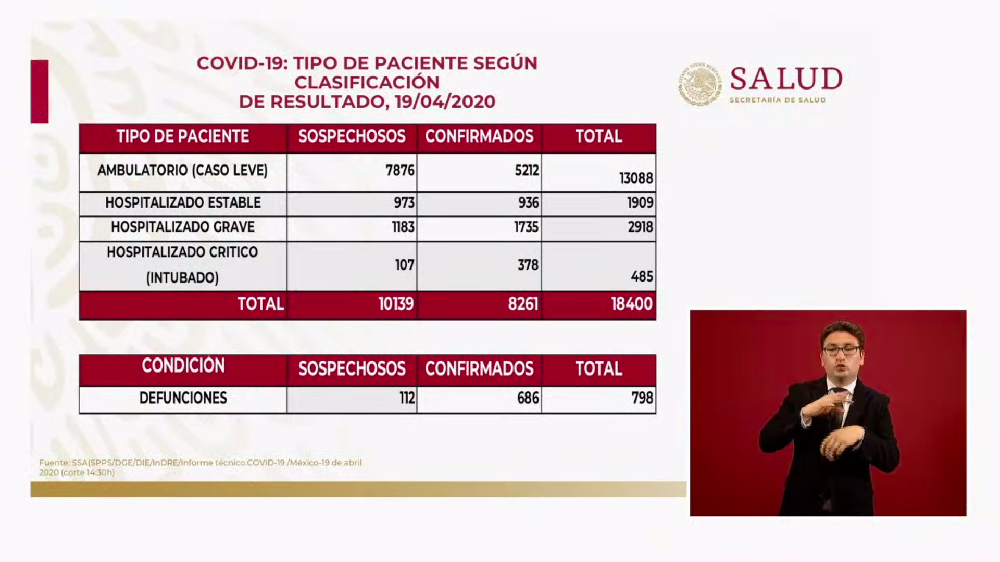 COVID-19: TIPO DE PACIENTE SEGÚN
CLASIFICACIÓN
DE RESULTADO, 19/04/2020
ESTADOS UNIDOS MEXICANOS
SALUD
SECRETARÍA DE SALUD
TIPO DE PACIENTE SOSPECHOSOS CONFIRMADOS TOTAL
AMBULATORIO (CASO LEVE) 7876 5212 13088
HOSPITALIZADO ESTABLE 973 936 1909
HOSPITALIZADO GRAVE 1183 1735 2918
HOSPITALIZADO CRITICO
(INTUBADO) 107 378 485
TOTAL 10139 8261 18400
CONDICIÓN SOSPECHOSOS CONFIRMADOS TOTAL
DEFUNCIONES 112 686 798
Fuente: SSA(SPPS/DGE/DIE/InDRE/Informe técnico.COVID-19 /México-19 de abril
2020 (corte 14:30h)